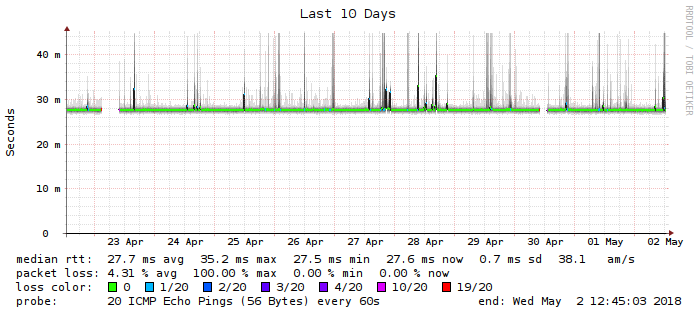 Last 10 Days
RRDTOOL / TOBI OETIKER
Seconds
40 m
30 m
20 m
10 m
0
23 Apr 24 Apr 25 Apr 26 Apr 27 Apr 28 Apr 29 Apr 30 Apr 01 May 02 May
median rtt: 27.7 ms avg 35.2 ms max 27.5 ms min 27.6 ms now 0.7 ms sd 38.1 am/s
packet loss: 4.31 % avg 100.00 % max 0.00 % min 0.00 % now
loss color: 0 1/20 2/20 3/20 4/20 10/20 19/20
probe: 20 ICMP Echo Pings (56 Bytes) every 60s end: Wed May 2 12:45:03 2018